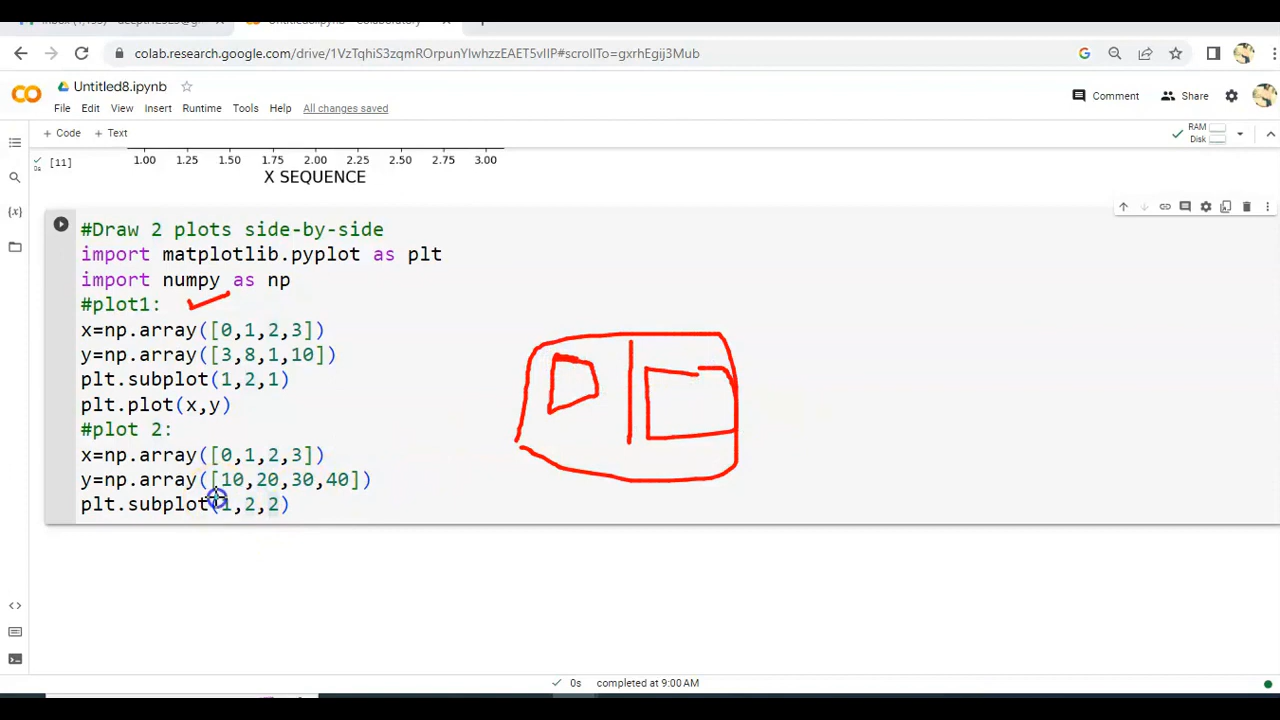 colab.research.google.com/drive/1VzTqhiS3zqmROrpunYIwhzzEAET5vIIP#scrollTo=gxrhEgij3Mub
Untitled8.ipynb
File Edit View Insert Runtime Tools Help All changes saved
Comment
Share
+ Code + Text
RAM
Disk
[11]
1.00 1.25 1.50 1.75 2.00 2.25 2.50 2.75 3.00
X SEQUENCE
#Draw 2 plots side-by-side
import matplotlib.pyplot as plt
import numpy as np
#plot1:
x=np.array([0,1,2,3])
y=np.array([3,8,1,10])
plt.subplot(1,2,1)
plt.plot(x,y)
#plot 2:
x=np.array([0,1,2,3])
y=np.array([10,20,30,40])
plt.subplot(1,2,2)
0s completed at 9:00 AM